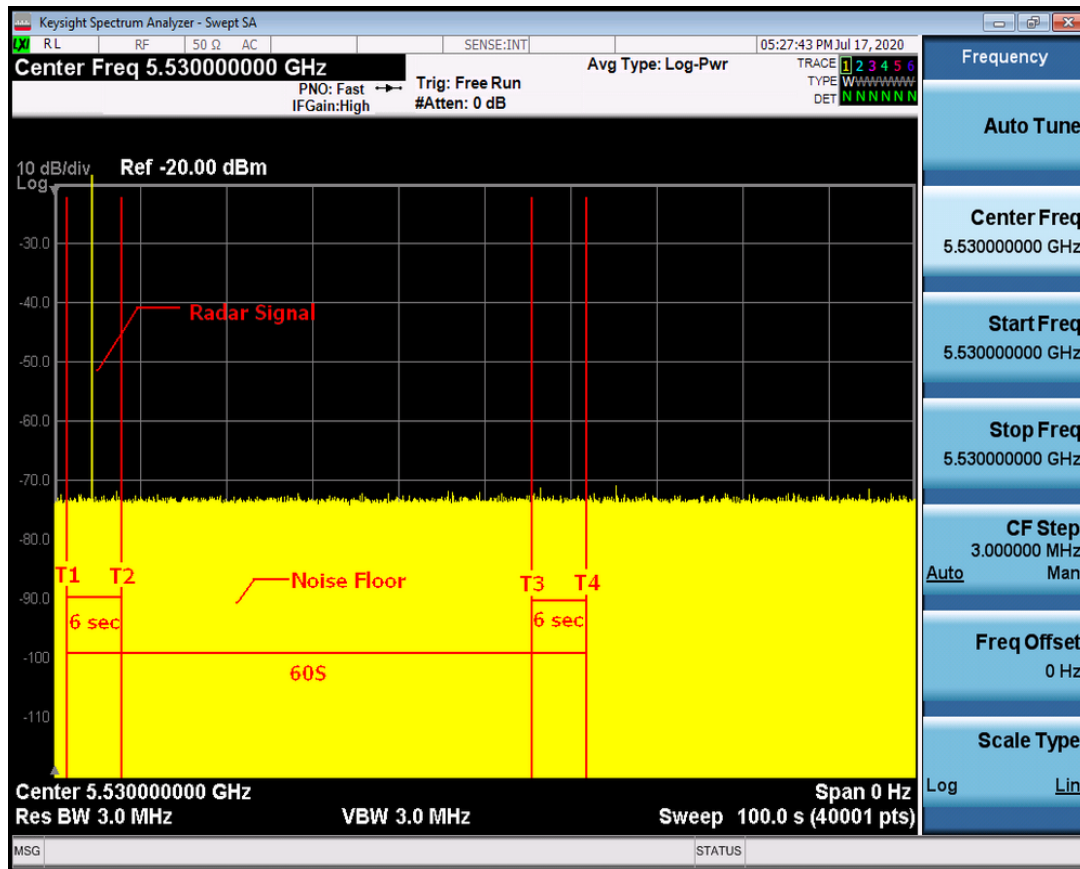 Keysight Spectrum Analyzer - Swept SA
LXI RL RF 50 Ω AC SENSE:INT 05:27:43 PM Jul 17, 2020
Center Freq 5.530000000 GHz
PNO: Fast
IFGain:High
Trig: Free Run
#Atten: 0 dB
Avg Type: Log-Pwr
TRACE 1 2 3 4 5 6
TYPE WWWWWW
DET N N N N N N
10 dB/div Ref -20.00 dBm
Log
-30.0
-40.0
-50.0
-60.0
-70.0
-80.0
-90.0
-100
-110
Radar Signal
T1 T2 Noise Floor T3 T4
6 sec 6 sec
60S
Center 5.530000000 GHz Span 0 Hz
Res BW 3.0 MHz VBW 3.0 MHz Sweep 100.0 s (40001 pts)
MSG STATUS
Frequency
Auto Tune
Center Freq
5.530000000 GHz
Start Freq
5.530000000 GHz
Stop Freq
5.530000000 GHz
CF Step
3.000000 MHz
Auto Man
Freq Offset
0 Hz
Scale Type
Log Lin